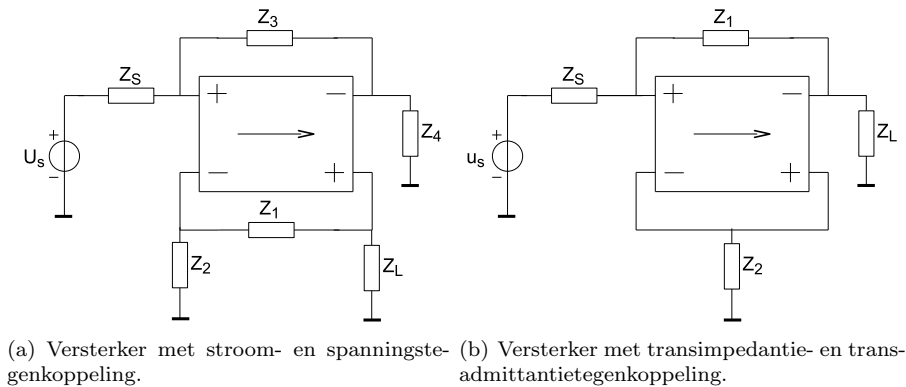 Z3
ZS
+
−
Z4
+
Us
−
−
+
Z1
Z2
ZL
Z1
ZS
+
−
ZL
+
us
−
−
+
Z2
(a) Versterker met stroom- en spanningste-
genkoppeling.
(b) Versterker met transimpedantie- en trans-
admittantietegenkoppeling.